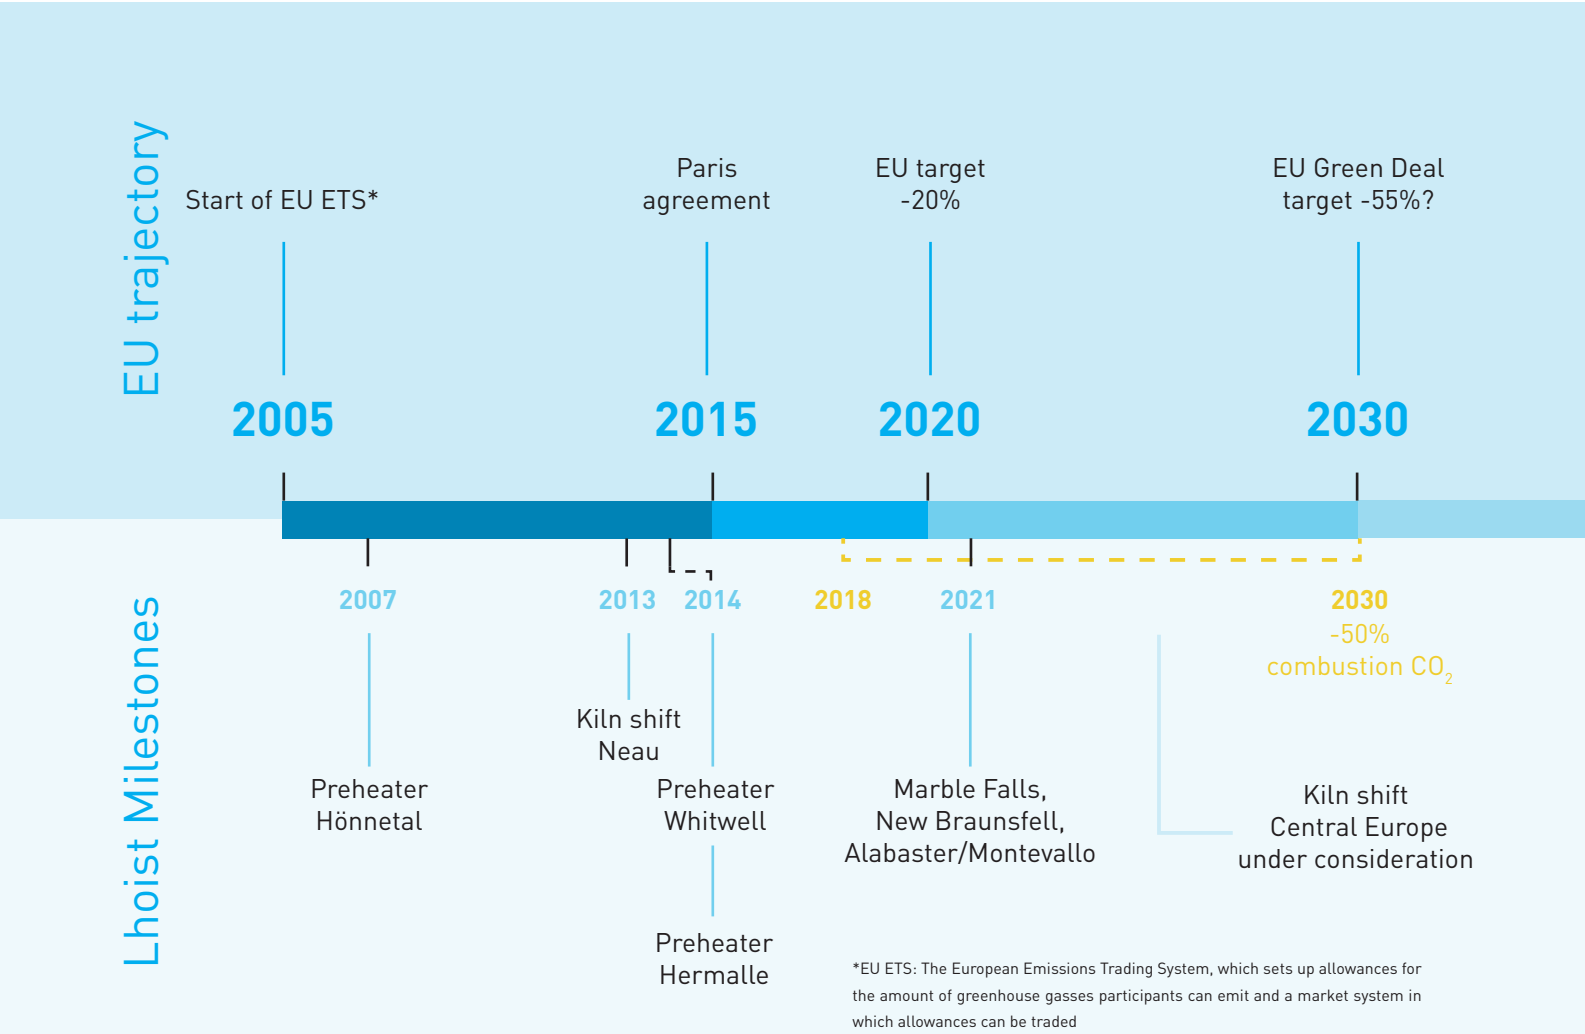 EU trajectory
Start of EU ETS*
Paris
agreement
EU target
-20%
EU Green Deal
target -55%?
2005
2015
2020
2030
Lhoist Milestones
2007
2013
2014
2018
2021
2030
-50%
combustion CO₂
Kiln shift
Neau
Preheater
Hönnetal
Preheater
Whitwell
Marble Falls,
New Braunsfell,
Alabaster/Montevallo
Kiln shift
Central Europe
under consideration
Preheater
Hermalle
*EU ETS: The European Emissions Trading System, which sets up allowances for
the amount of greenhouse gasses participants can emit and a market system in
which allowances can be traded